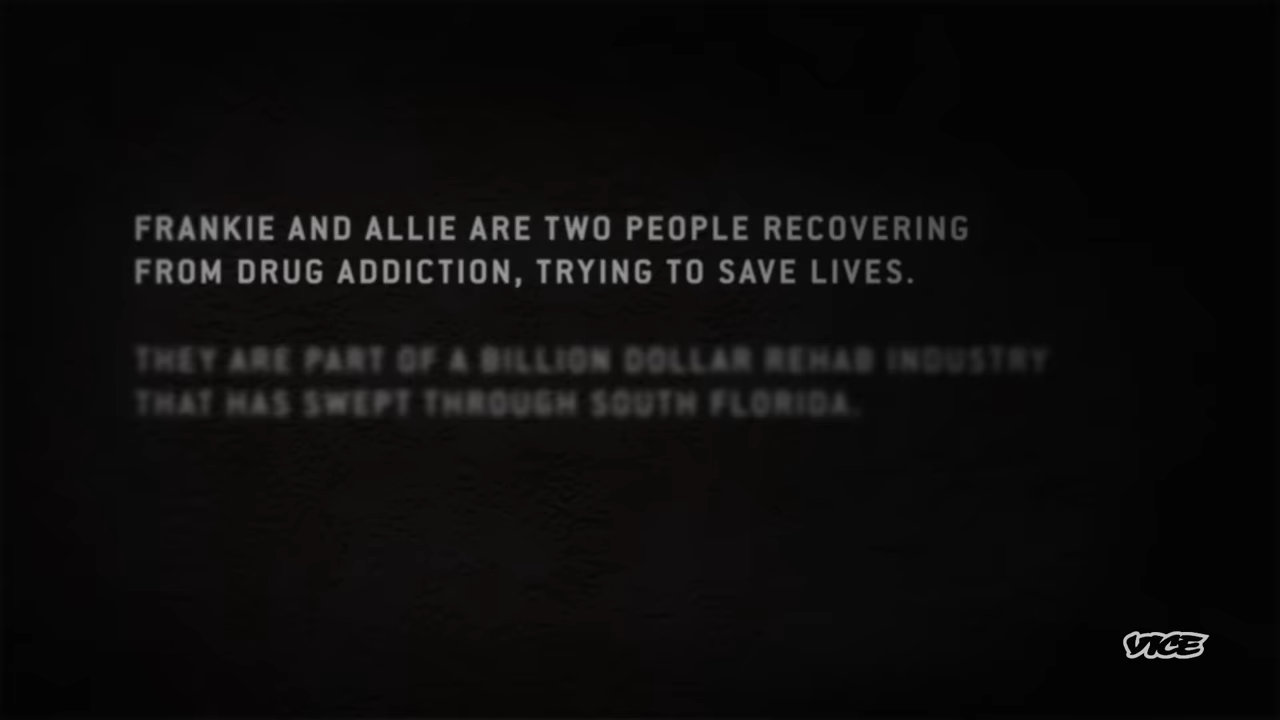 FRANKIE AND ALLIE ARE TWO PEOPLE RECOVERING
FROM DRUG ADDICTION, TRYING TO SAVE LIVES.
THEY ARE PART OF A BILLION DOLLAR REHAB INDUSTRY
THAT HAS SWEPT THROUGH SOUTH FLORIDA.
VICE